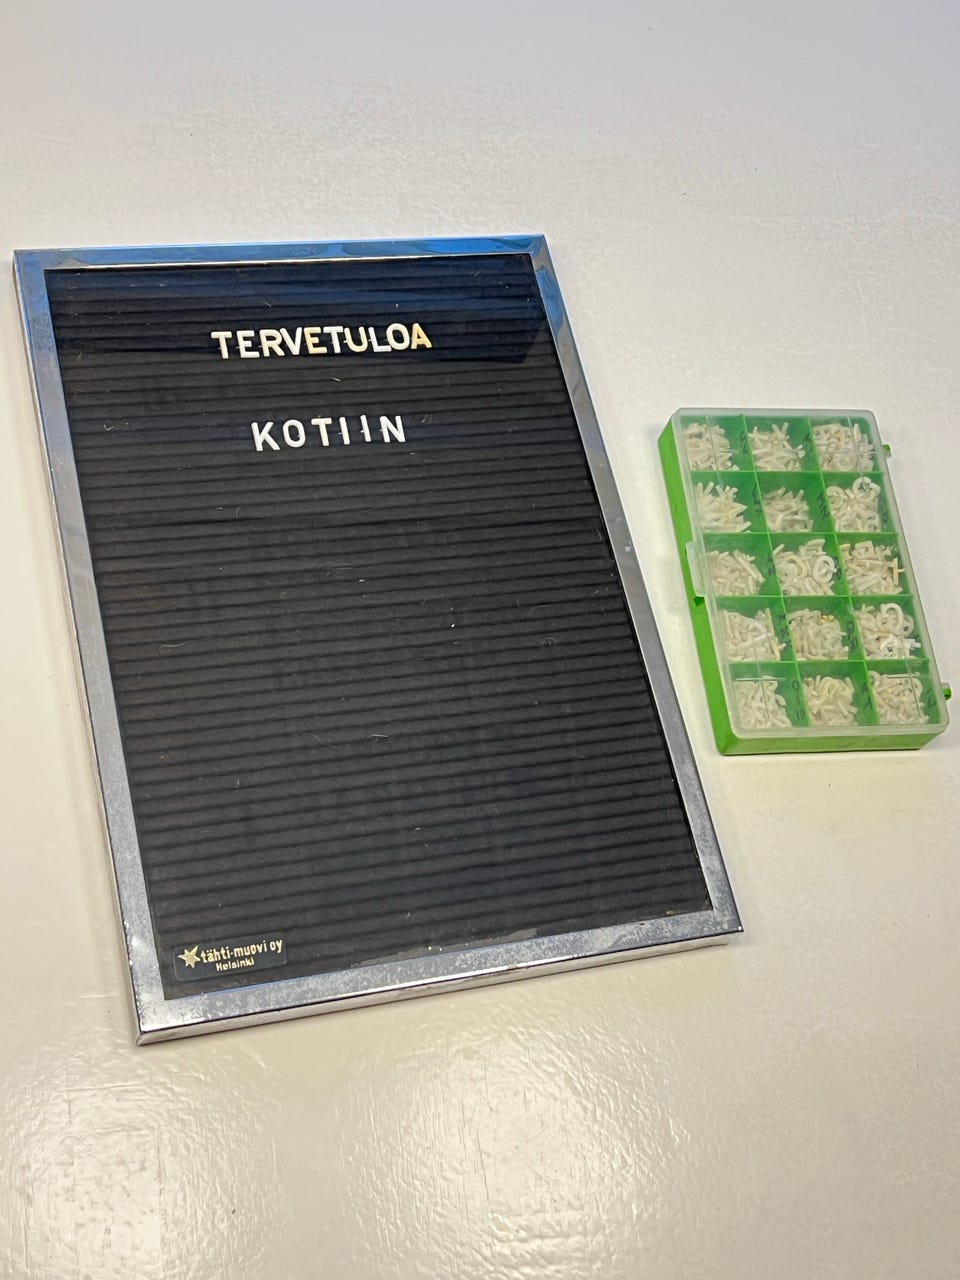 TERVETULOA
KOTIIN
tähti-muovi oy
Helsinki